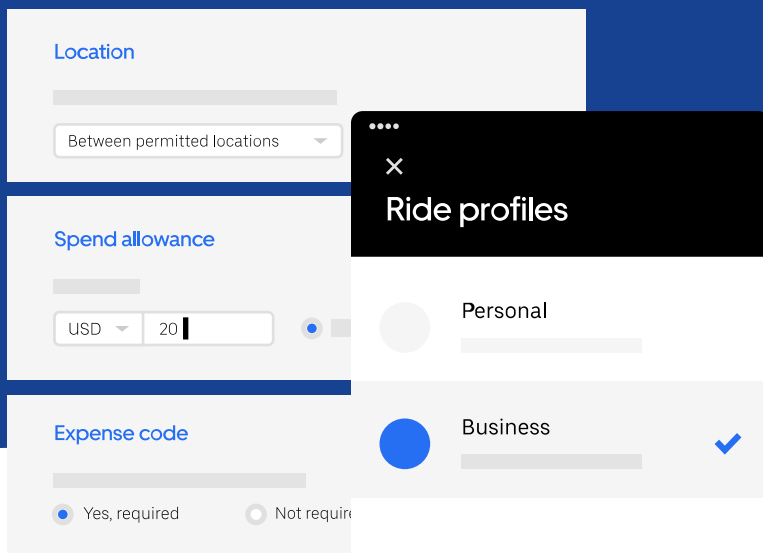 Location
Between permitted locations
Spend allowance
USD
20
Expense code
Yes, required
Not require
Ride profiles
Personal
Business